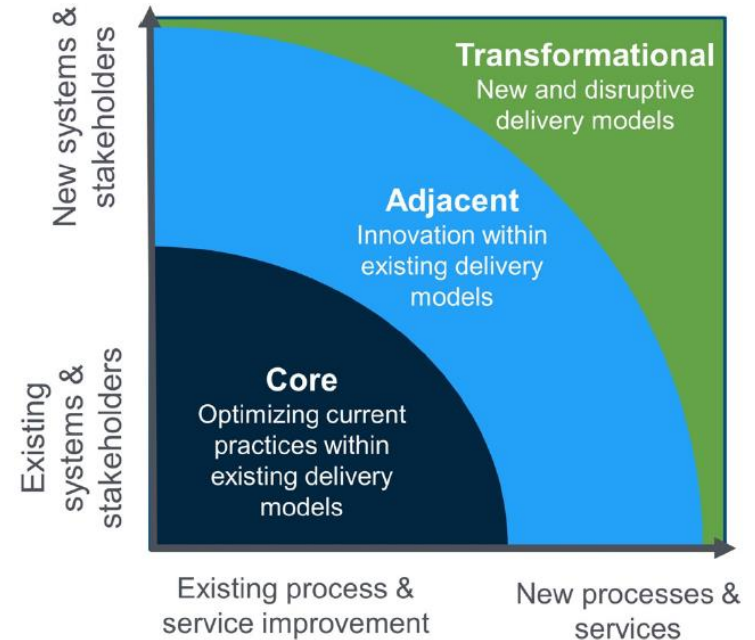 New systems &
stakeholders
Transformational
New and disruptive
delivery models
Adjacent
Innovation within
existing delivery
models
Existing
systems &
stakeholders
Core
Optimizing current
practices within
existing delivery
models
Existing process &
service improvement
New processes &
services